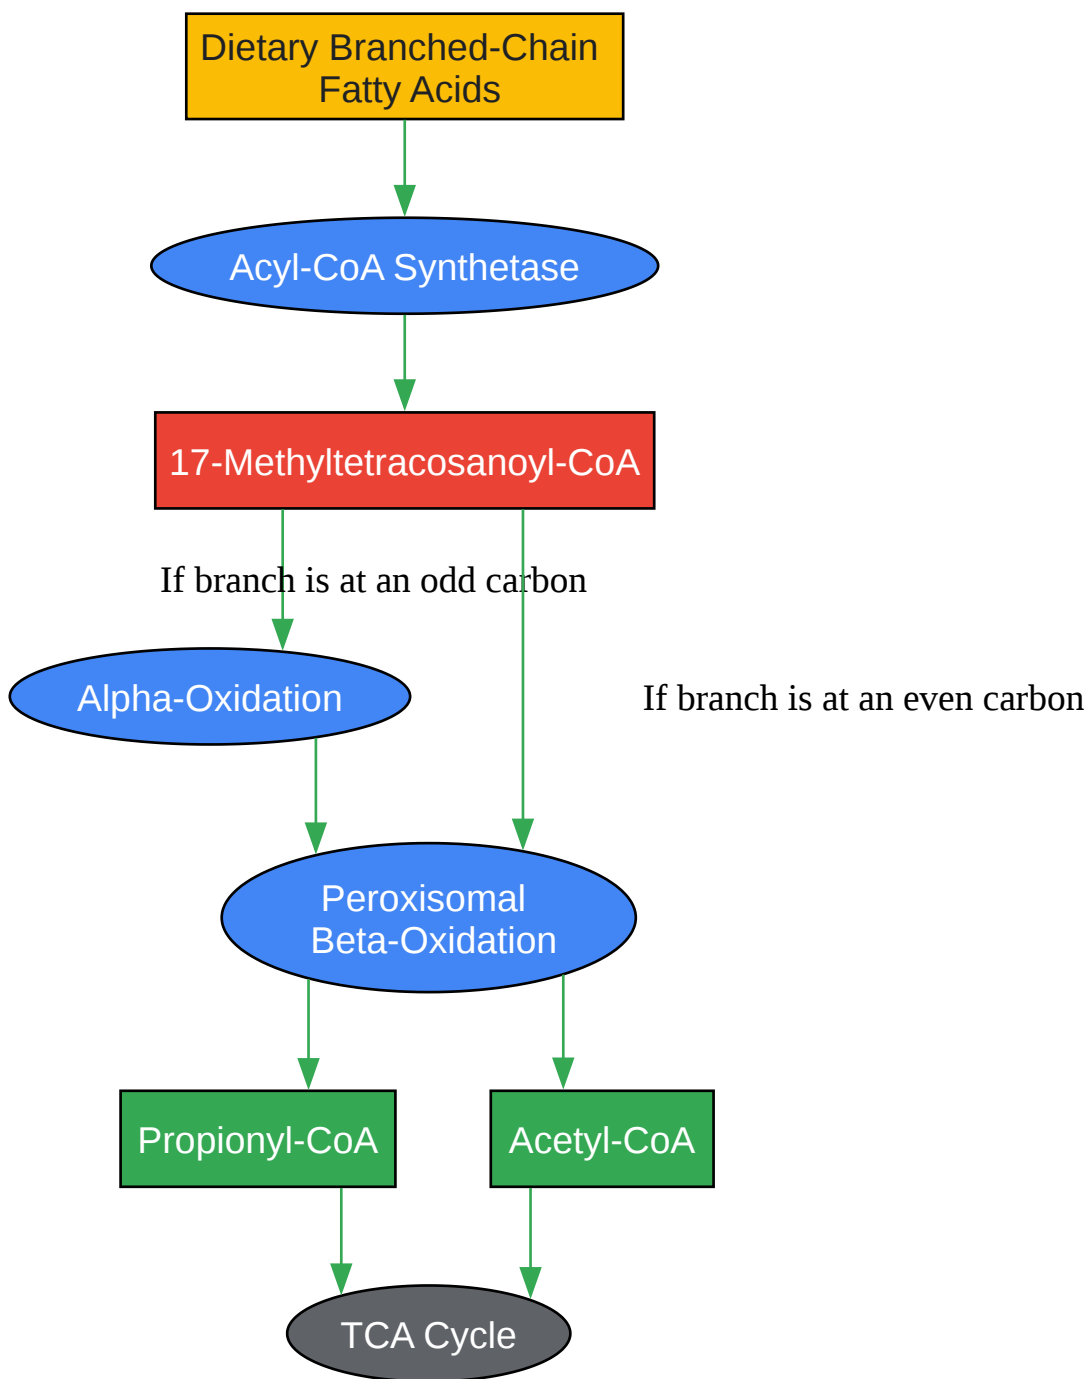 Dietary Branched-Chain
Fatty Acids
Acyl-CoA Synthetase
17-Methyltetracosanoyl-CoA
If branch is at an odd carbon
Alpha-Oxidation
If branch is at an even carbon
Peroxisomal
Beta-Oxidation
Propionyl-CoA
Acetyl-CoA
TCA Cycle